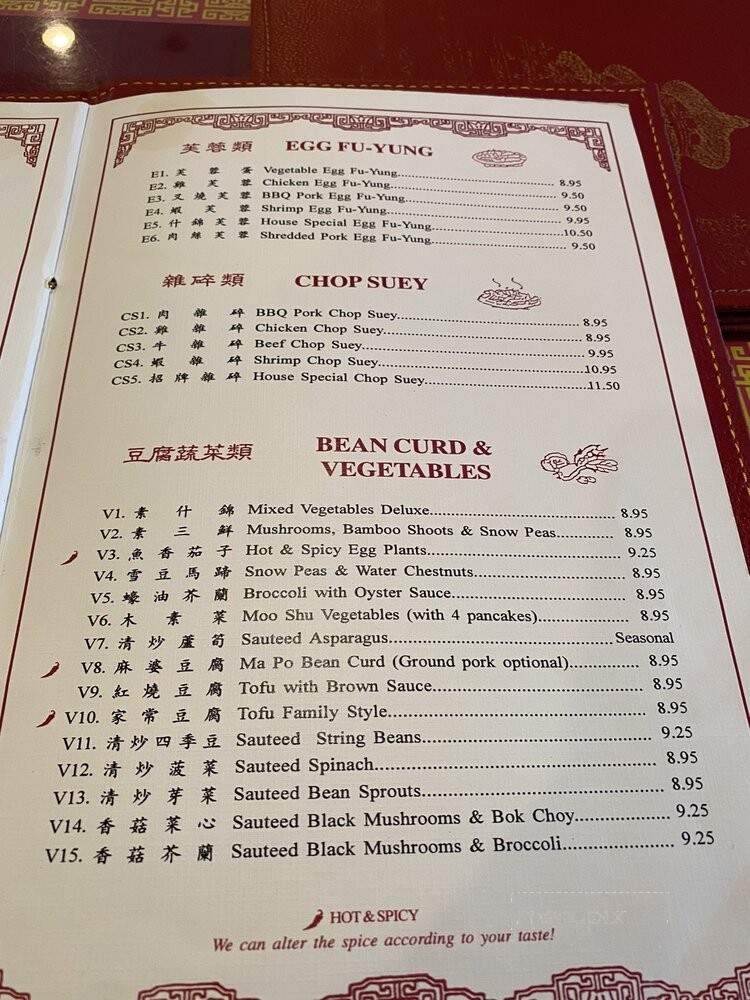 芙蓉類 EGG FU-YUNG
E1. 芙蓉蛋 Vegetable Egg Fu-Yung 8.95
E2. 雞芙蓉 Chicken Egg Fu-Yung 9.50
E3. 叉燒芙蓉 BBQ Pork Egg Fu-Yung 9.50
E4. 蝦芙蓉 Shrimp Egg Fu-Yung 9.95
E5. 什錦芙蓉 House Special Egg Fu-Yung 10.50
E6. 肉絲芙蓉 Shredded Pork Egg Fu-Yung 9.50
雜碎類 CHOP SUEY
CS1. 肉雜碎 BBQ Pork Chop Suey 8.95
CS2. 雞雜碎 Chicken Chop Suey 8.95
CS3. 牛雜碎 Beef Chop Suey 9.95
CS4. 蝦雜碎 Shrimp Chop Suey 10.95
CS5. 招牌雜碎 House Special Chop Suey 11.50
豆腐蔬菜類 BEAN CURD &
VEGETABLES
V1. 素什錦 Mixed Vegetables Deluxe 8.95
V2. 素三鮮 Mushrooms, Bamboo Shoots & Snow Peas 8.95
V3. 魚香茄子 Hot & Spicy Egg Plants 9.25
V4. 雪豆馬蹄 Snow Peas & Water Chestnuts 8.95
V5. 蠔油芥蘭 Broccoli with Oyster Sauce 8.95
V6. 木素菜 Moo Shu Vegetables (with 4 pancakes) 8.95
V7. 清炒蘆筍 Sauteed Asparagus Seasonal
V8. 麻婆豆腐 Ma Po Bean Curd (Ground pork optional) 8.95
V9. 紅燒豆腐 Tofu with Brown Sauce 8.95
V10. 家常豆腐 Tofu Family Style 8.95
V11. 清炒四季豆 Sauteed String Beans 9.25
V12. 清炒菠菜 Sauteed Spinach 8.95
V13. 清炒芽菜 Sauteed Bean Sprouts 8.95
V14. 香菇菜心 Sauteed Black Mushrooms & Bok Choy 9.25
V15. 香菇芥蘭 Sauteed Black Mushrooms & Broccoli 9.25
HOT & SPICY
We can alter the spice according to your taste!